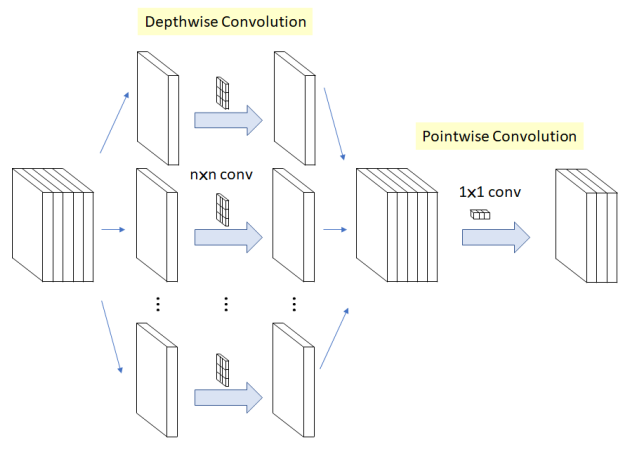 Depthwise Convolution
Pointwise Convolution
nxn conv
1x1 conv